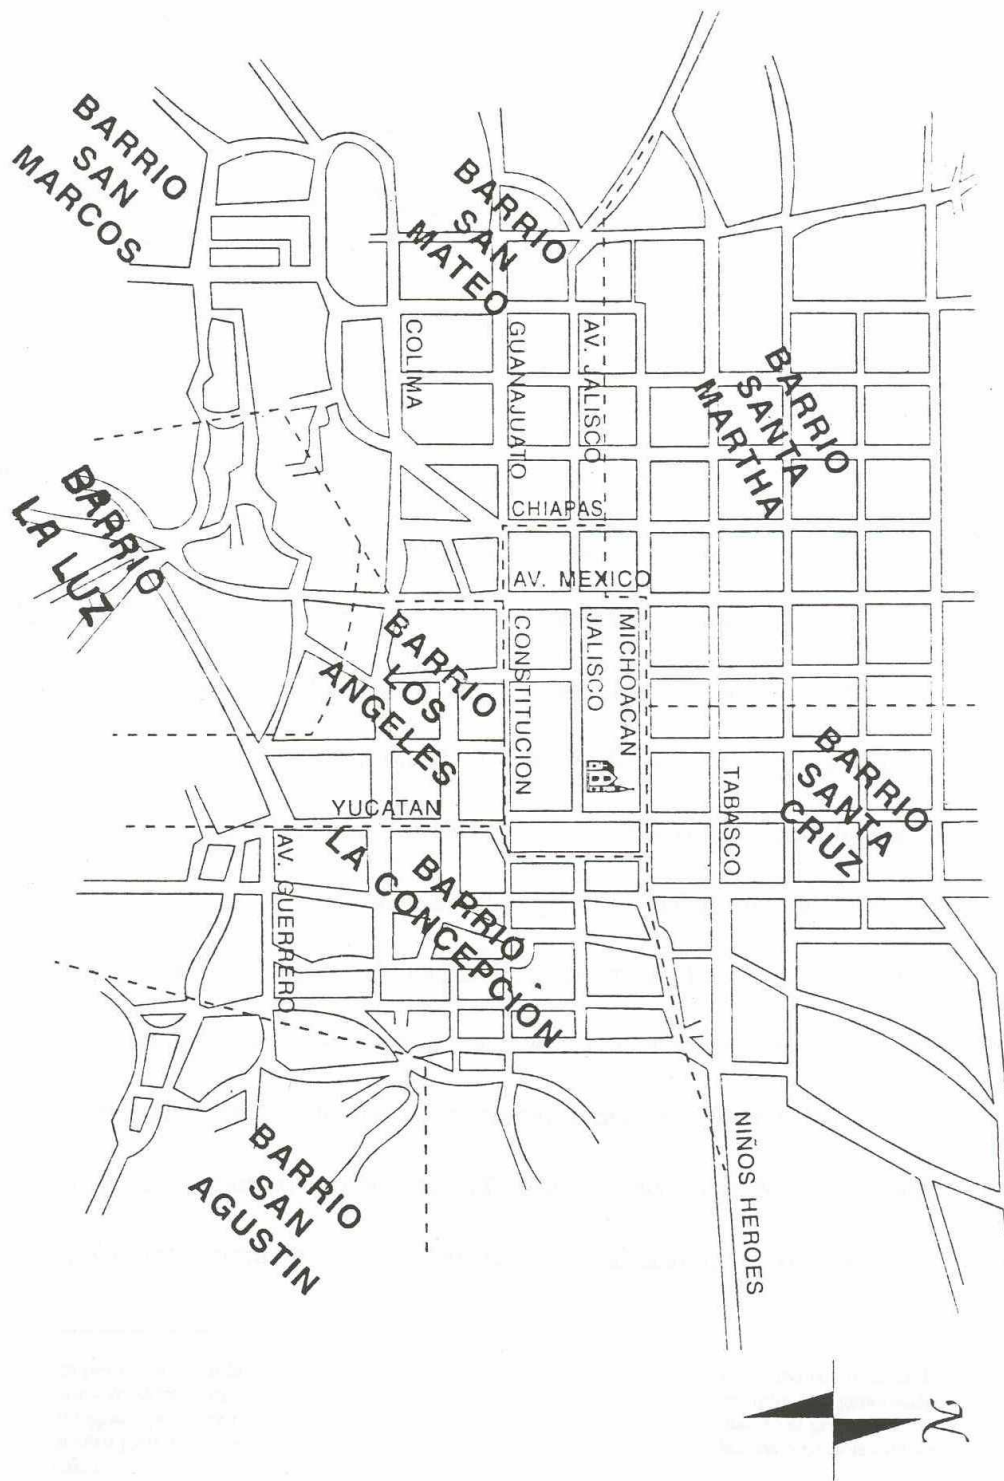 BARRIO
SAN
MARCOS
BARRIO
SAN
MATEO
COLIMA
GUANAJUATO
AV. JALISCO
BARRIO
SANTA
MARTHA
BARRIO
LA LUZ
CHIAPAS
AV. MEXICO
BARRIO
LOS
ANGELES
CONSTITUCION
JALISCO
MICHOACAN
BARRIO
SANTA
CRUZ
TABASCO
YUCATAN
BARRIO
LA CONCEPCION
AV. GUERRERO
BARRIO
SAN
AGUSTIN
NIÑOS HEROES
N